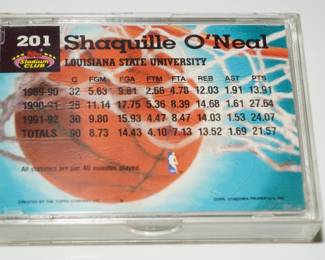 201
Shaquille O'Neal
Stadium
CLUB
LOUISIANA STATE UNIVERSITY
G FGM FGA FTM FTA REB AST PTS
1989-90 32 5.63 9.81 2.66 4.78 12.03 1.91 13.91
1990-91 28 11.14 17.75 5.36 8.39 14.68 1.61 27.64
1991-92 30 9.80 15.93 4.47 8.47 14.03 1.53 24.07
TOTALS 90 8.73 14.43 4.13 7.13 13.52 1.69 21.57
All statistics are per 40 minutes played.
NBA